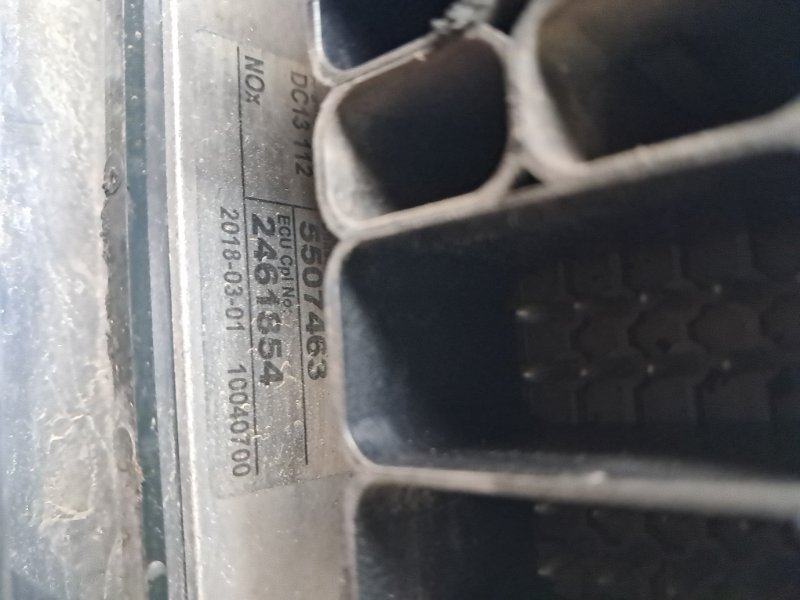 DC13 112
5507463
NOx
ECU Cpl No.
2461854
2018-03-01 10040700